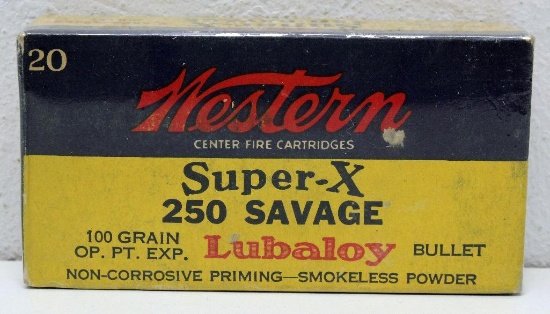 20
Western
CENTER FIRE CARTRIDGES
Super-X
250 SAVAGE
100 GRAIN
OP. PT. EXP. Lubaloy BULLET
NON-CORROSIVE PRIMING—SMOKELESS POWDER